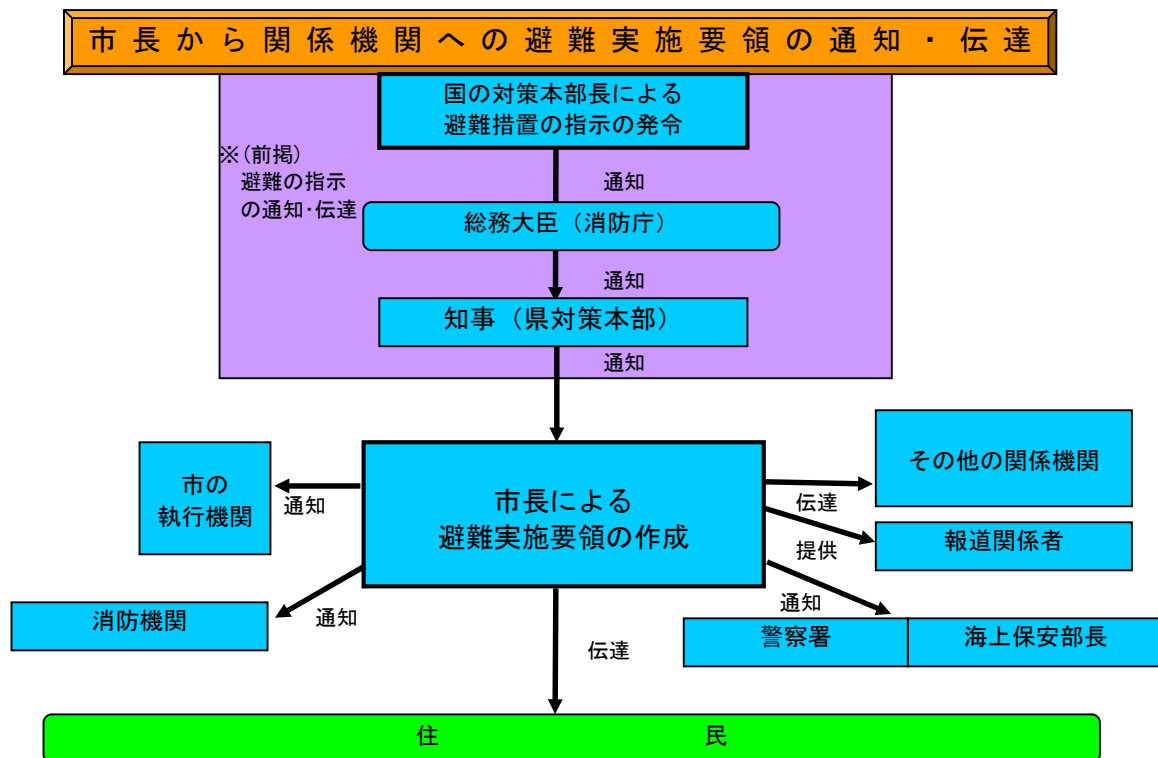 市長から関係機関への避難実施要領の通知・伝達
国の対策本部長による
避難措置の指示の発令
※(前掲)
避難の指示
の通知・伝達
通知
総務大臣（消防庁）
通知
知事（県対策本部）
通知
市の
執行機関
通知
市長による
避難実施要領の作成
その他の関係機関
伝達
報道関係者
提供
消防機関
通知
通知
警察署
海上保安部長
伝達
住民